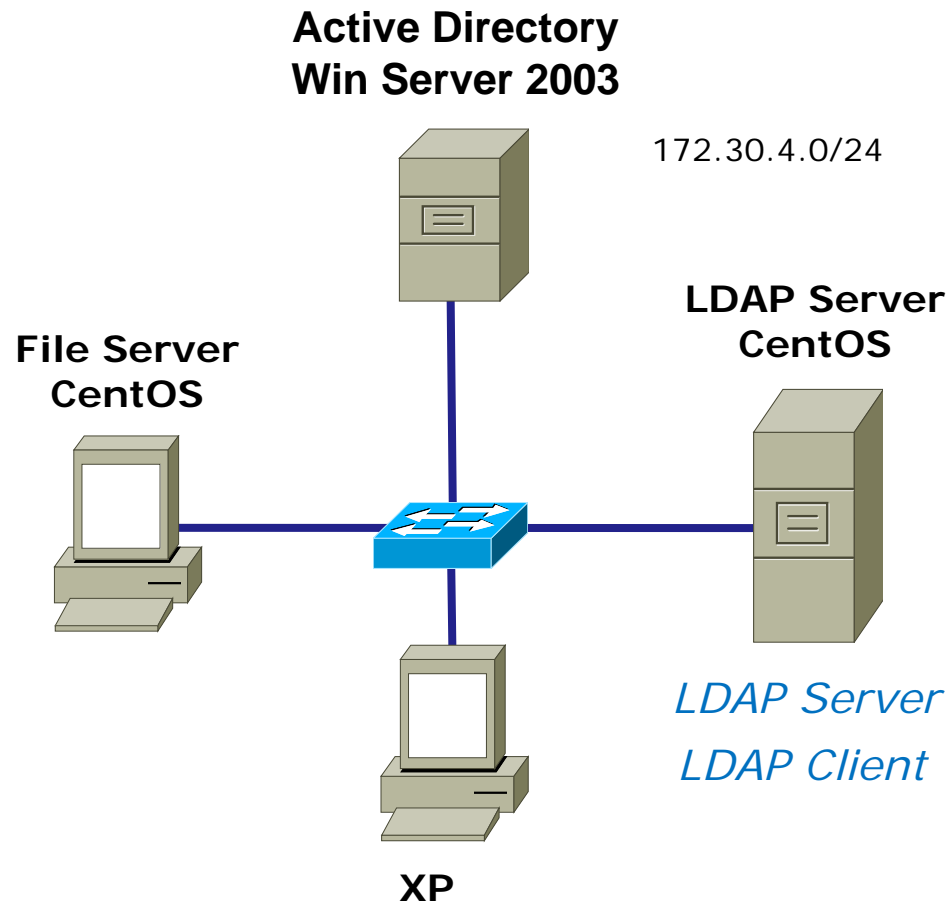 Active Directory
Win Server 2003
172.30.4.0/24
LDAP Server
CentOS
File Server
CentOS
LDAP Server
LDAP Client
XP